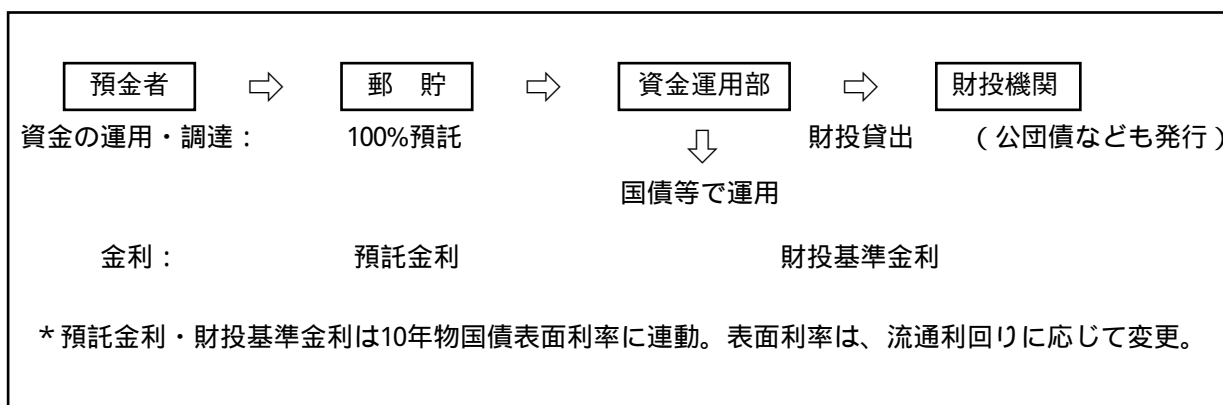 預金者 ⇨ 郵　貯 ⇨ 資金運用部 ⇨ 財投機関
資金の運用・調達： 100%預託 ⇩ 財投貸出 （公団債なども発行）
国債等で運用
金利： 預託金利 財投基準金利
＊預託金利・財投基準金利は10年物国債表面利率に連動。表面利率は、流通利回りに応じて変更。